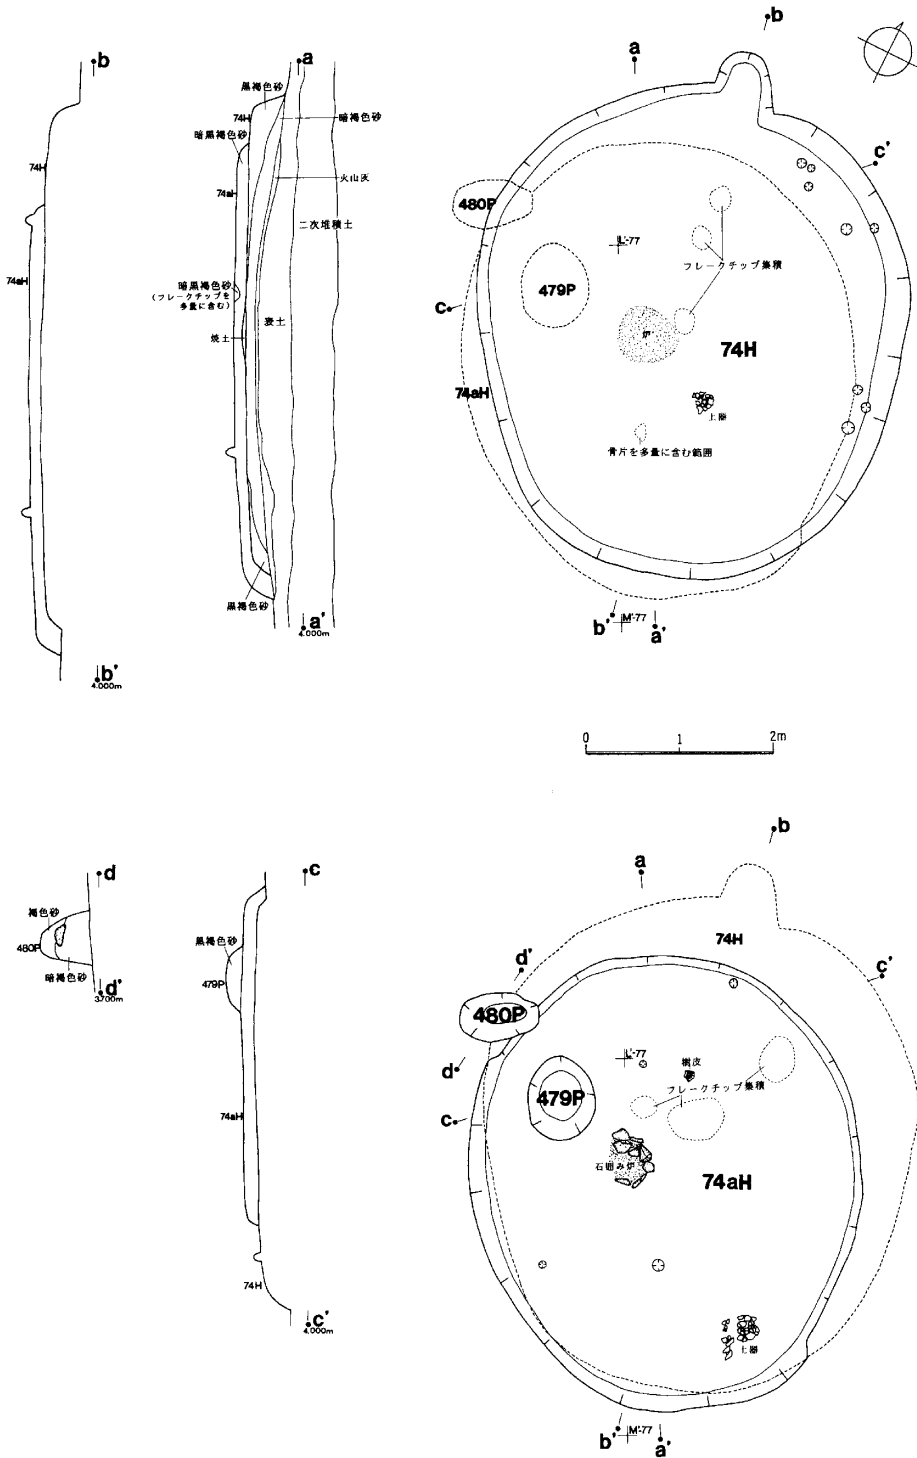 b
a
b
a
黒褐色砂
74H
暗褐色砂
暗黒褐色砂
74H
火山灰
74aH
c'
480P
二次堆積土
L'-77
フレークチップ集積
74aH
暗黒褐色砂
(フレークチップを
多量に含む)
479P
c
表土
焼土
炉
74H
74aH
土器
骨片を多量に含む範囲
黒褐色砂
a'
4.000m
b'
M'-77
a'
b'
4.000m
0
1
2m
b
a
d
c
褐色砂
480P
暗褐色砂
d'
3.700m
黒褐色砂
479P
74H
d'
c'
480P
L'-77
樹皮
フレークチップ集積
d
479P
c
74aH
石囲み炉
74aH
74H
c'
4.000m
土器
b'
M'-77
a'